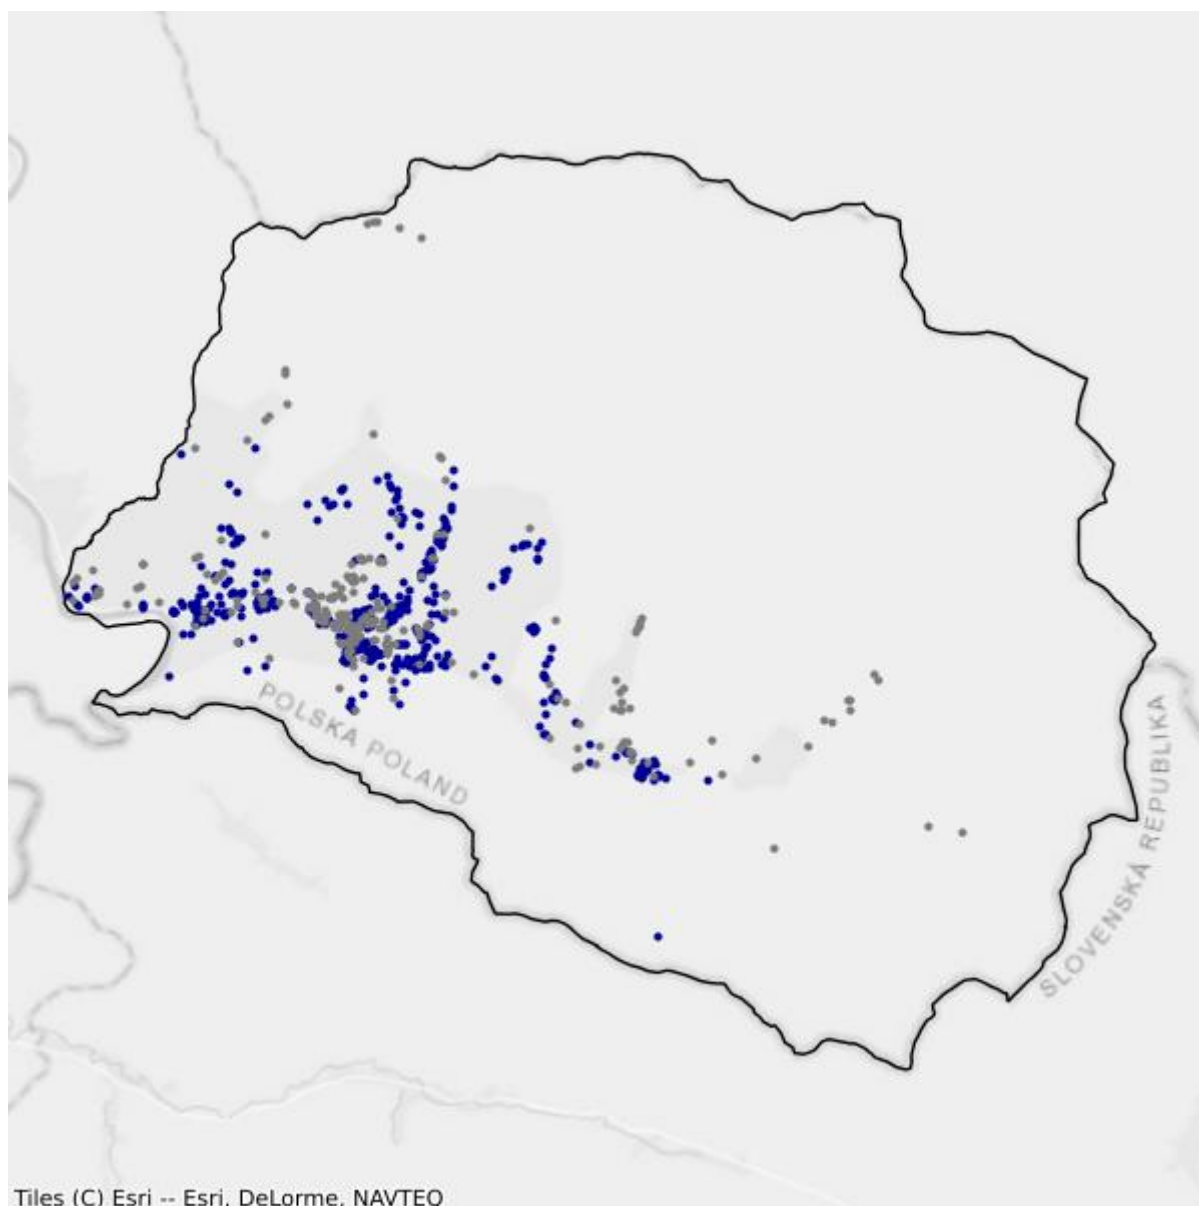 POLSKA POLAND
SLOVENSKÁ REPUBLIKA
Tiles (C) Esri -- Esri, DeLorme, NAVTEQ